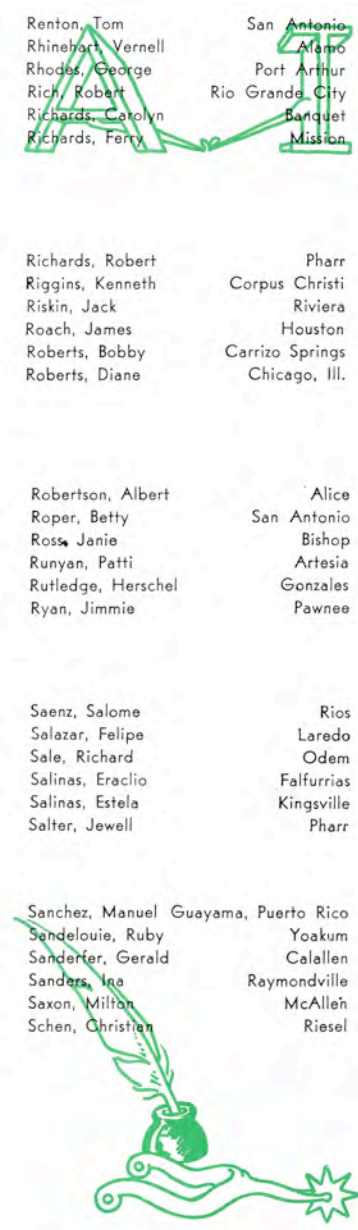 A I
Renton, Tom San Antonio
Rhinehart, Vernell Alamo
Rhodes, George Port Arthur
Rich, Robert Rio Grande City
Richards, Carolyn Banquet
Richards, Ferry Mission
Richards, Robert Pharr
Riggins, Kenneth Corpus Christi
Riskin, Jack Riviera
Roach, James Houston
Roberts, Bobby Carrizo Springs
Roberts, Diane Chicago, Ill.
Robertson, Albert Alice
Roper, Betty San Antonio
Ross, Janie Bishop
Runyan, Patti Artesia
Rutledge, Herschel Gonzales
Ryan, Jimmie Pawnee
Saenz, Salome Rios
Salazar, Felipe Laredo
Sale, Richard Odem
Salinas, Eraclio Falfurrias
Salinas, Estela Kingsville
Salter, Jewell Pharr
Sanchez, Manuel Guayama, Puerto Rico
Sandelouie, Ruby Yoakum
Sanderfer, Gerald Calallen
Sanders, Ina Raymondville
Saxon, Milton McAllen
Schen, Christian Riesel